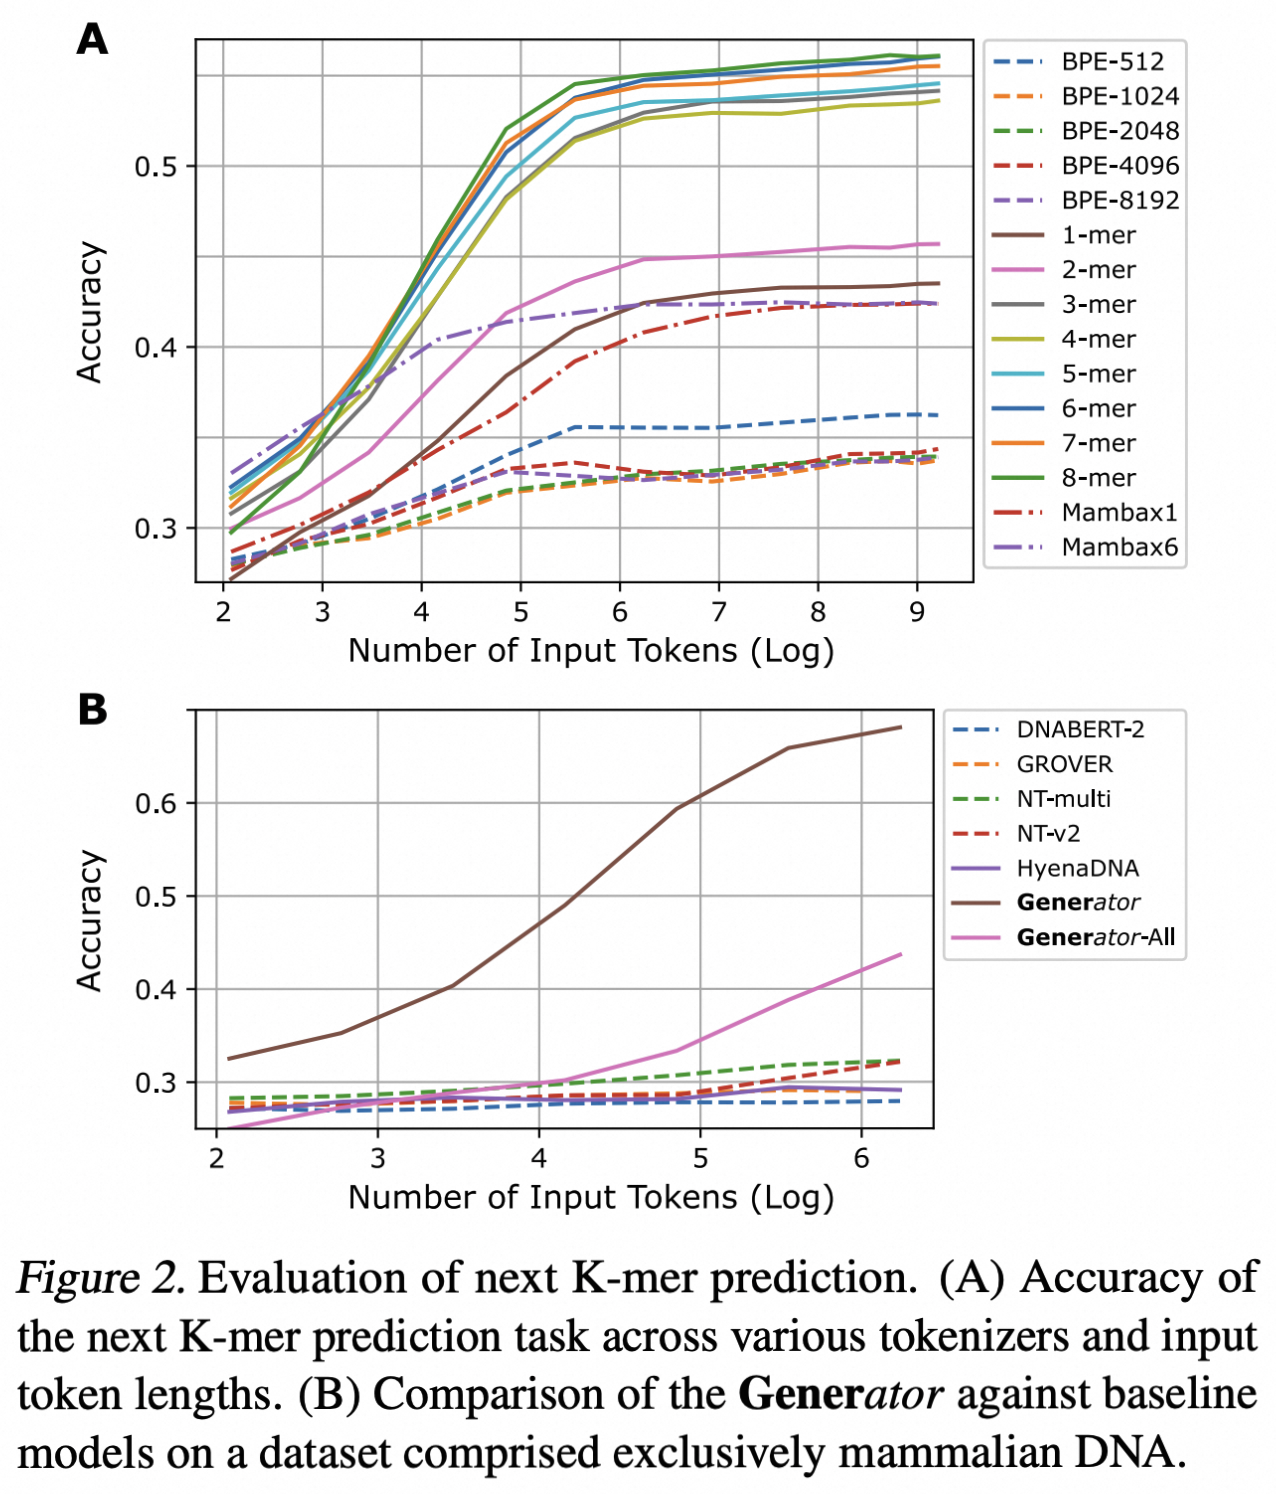 A
0.5
0.4
0.3
Accuracy
2 3 4 5 6 7 8 9
Number of Input Tokens (Log)
BPE-512
BPE-1024
BPE-2048
BPE-4096
BPE-8192
1-mer
2-mer
3-mer
4-mer
5-mer
6-mer
7-mer
8-mer
Mambax1
Mambax6
B
0.6
0.5
0.4
0.3
Accuracy
2 3 4 5 6
Number of Input Tokens (Log)
DNABERT-2
GROVER
NT-multi
NT-v2
HyenaDNA
Generator
Generator-All
Figure 2. Evaluation of next K-mer prediction. (A) Accuracy of
the next K-mer prediction task across various tokenizers and input
token lengths. (B) Comparison of the Generator against baseline
models on a dataset comprised exclusively mammalian DNA.